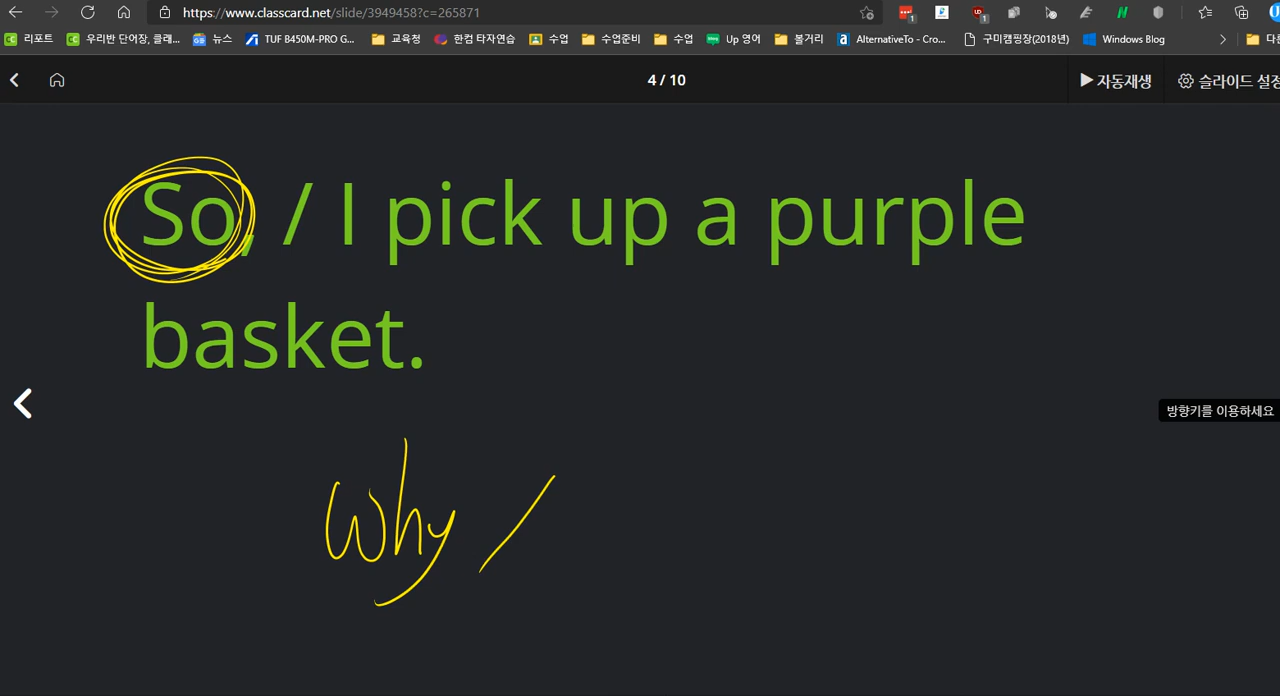 https://www.classcard.net/slide/3949458?c=265871
리포트 우리반 단어장, 클래... 뉴스 TUF B450M-PRO G... 교육청 한컴 타자연습 수업 수업준비 수업 Up 영어 볼거리 AlternativeTo - Cro... 구미캠핑장(2018년) Windows Blog 다른
4 / 10 자동재생 슬라이드 설정
So, / I pick up a purple
basket.
방향키를 이용하세요
Why /